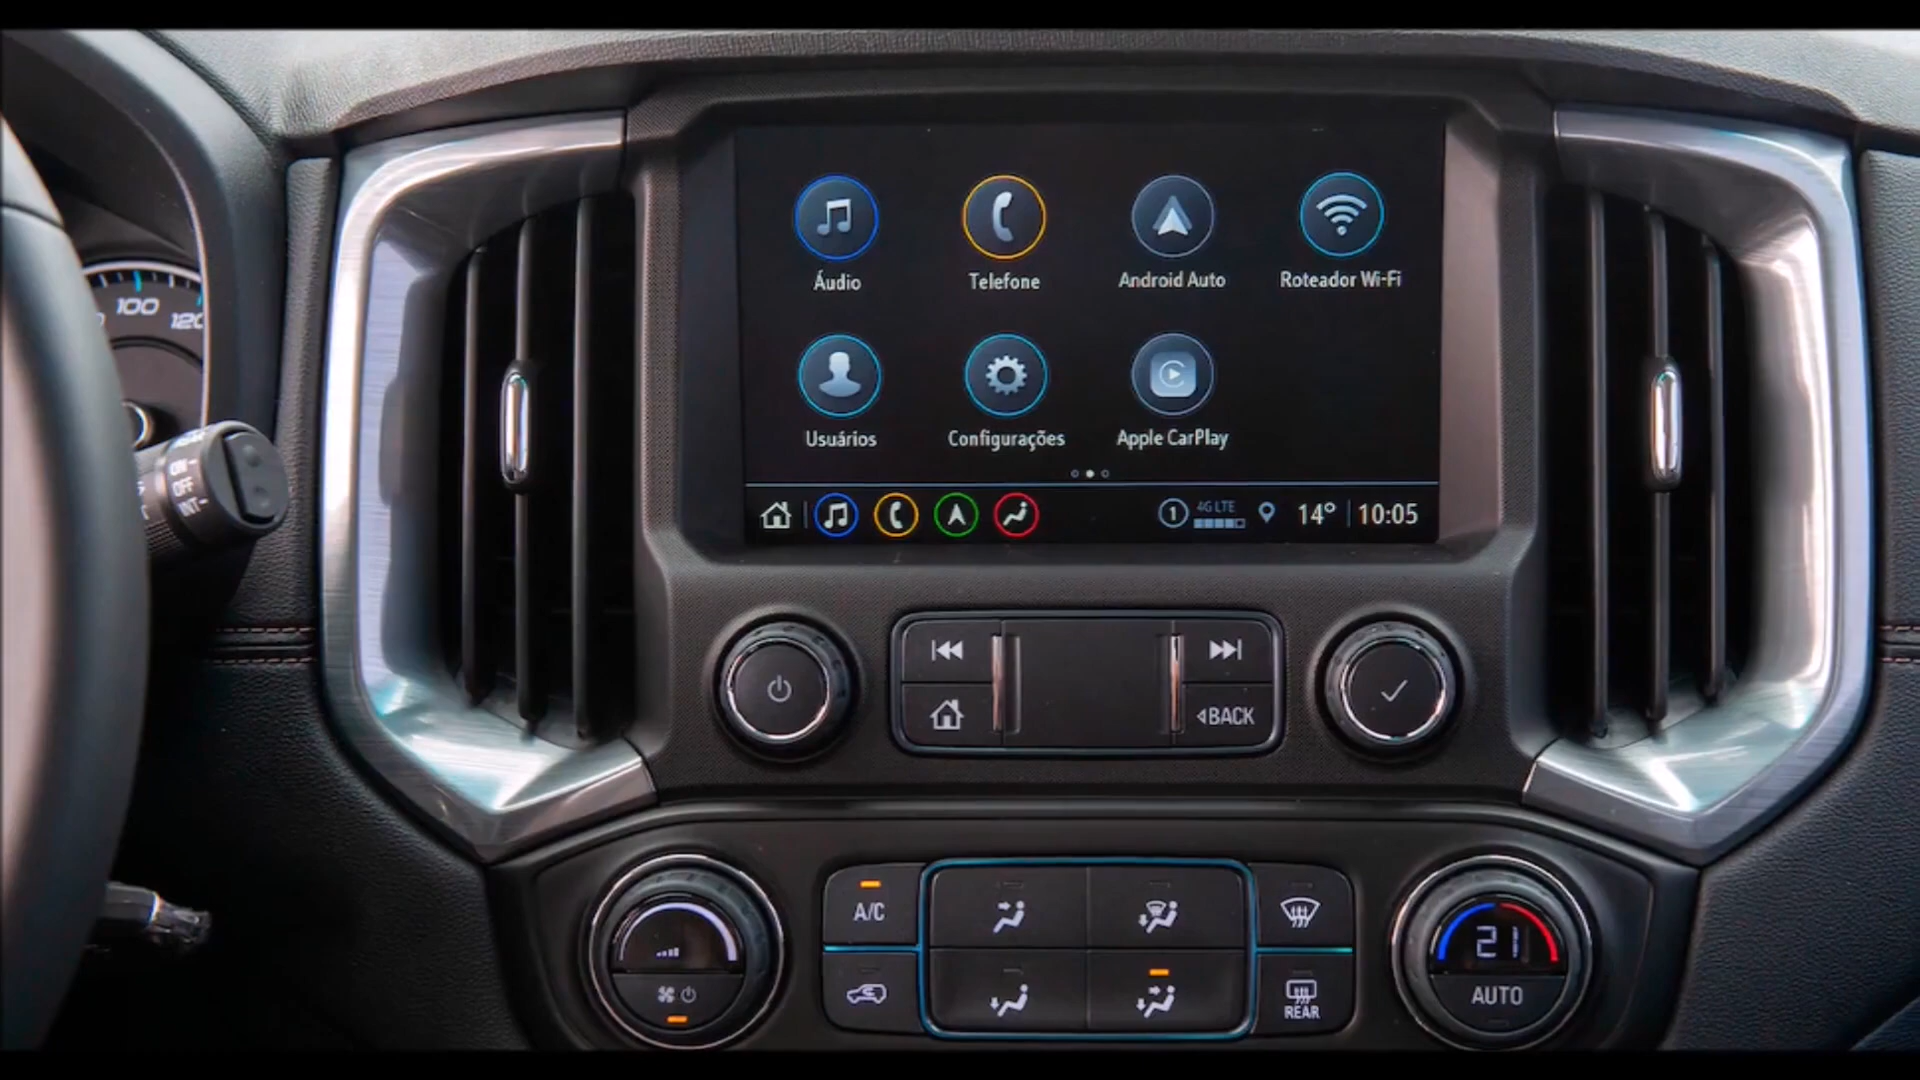 Áudio
Telefone
Android Auto
Roteador Wi-Fi
Usuários
Configurações
Apple CarPlay
1
4G LTE
14°
10:05
100
120
ON
OFF
INT
BACK
A/C
REAR
21
AUTO